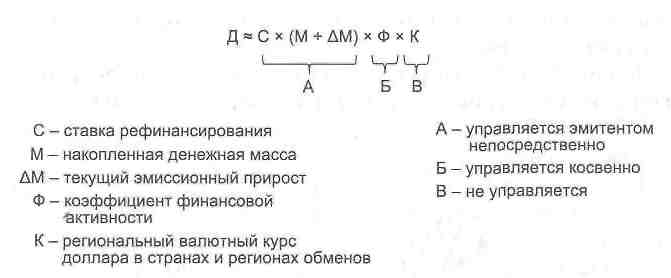 Д ≈ С × (М + ΔМ) × Ф × К
А Б В
С – ставка рефинансирования
М – накопленная денежная масса
ΔМ – текущий эмиссионный прирост
Ф – коэффициент финансовой
активности
К – региональный валютный курс
доллара в странах и регионах обменов
А – управляется эмитентом
непосредственно
Б – управляется косвенно
В – не управляется